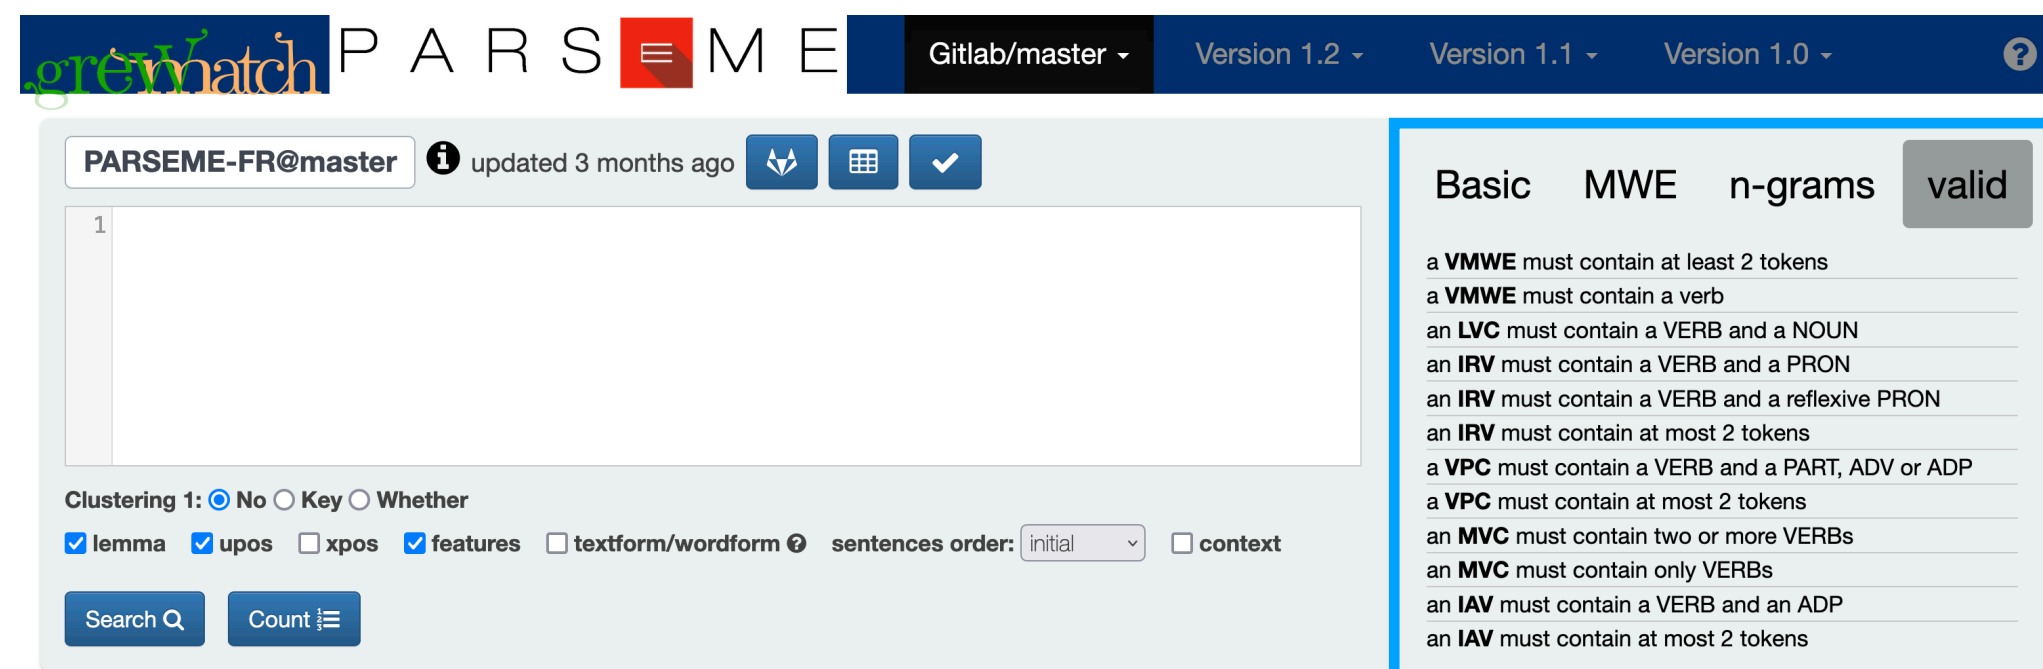 grewmatch PARSEME Gitlab/master Version 1.2 Version 1.1 Version 1.0 ?
PARSEME-FR@master i updated 3 months ago
1
Clustering 1: No Key Whether
lemma upos xpos features textform/wordform ? sentences order: initial context
Search Count
Basic MWE n-grams valid
a VMWE must contain at least 2 tokens
a VMWE must contain a verb
an LVC must contain a VERB and a NOUN
an IRV must contain a VERB and a PRON
an IRV must contain a VERB and a reflexive PRON
an IRV must contain at most 2 tokens
a VPC must contain a VERB and a PART, ADV or ADP
a VPC must contain at most 2 tokens
an MVC must contain two or more VERBs
an MVC must contain only VERBs
an IAV must contain a VERB and an ADP
an IAV must contain at most 2 tokens